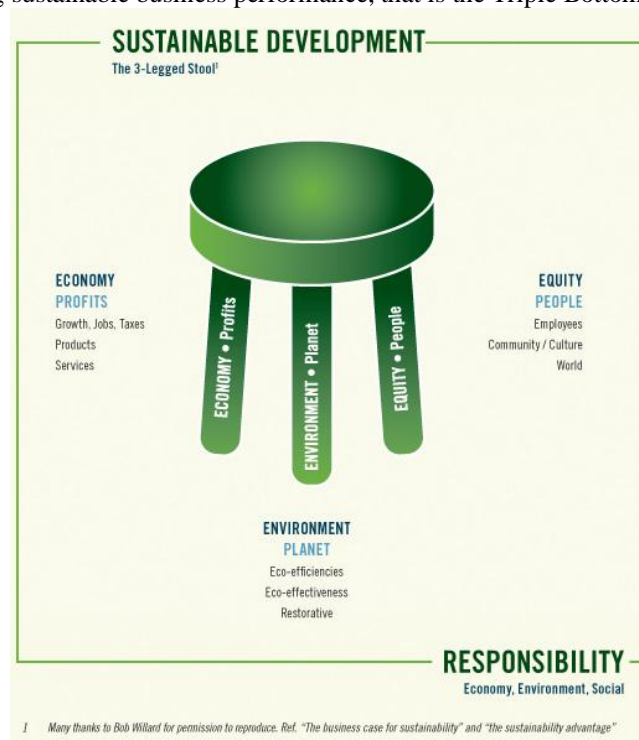 g sustainable business performance, that is the Triple Bottom
SUSTAINABLE DEVELOPMENT
The 3-Legged Stool¹
ECONOMY
PROFITS
Growth, Jobs, Taxes
Products
Services
ECONOMY • Profits
ENVIRONMENT • Planet
EQUITY • People
EQUITY
PEOPLE
Employees
Community / Culture
World
ENVIRONMENT
PLANET
Eco-efficiencies
Eco-effectiveness
Restorative
RESPONSIBILITY
Economy, Environment, Social
1 Many thanks to Bob Willard for permission to reproduce. Ref. "The business case for sustainability" and "the sustainability advantage"